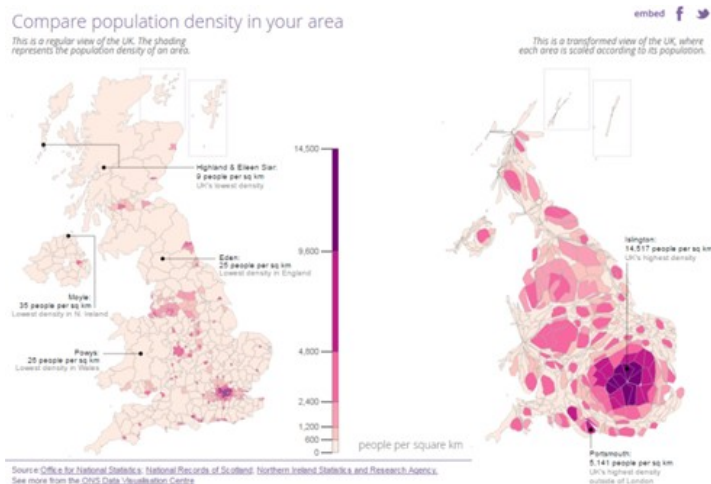 Compare population density in your area
embed
This is a regular view of the UK. The shading
represents the population density of an area.
This is a transformed view of the UK, where
each area is scaled according to its population.
14,500
9,600
4,800
2,400
1,200
600
0
people per square km
Highland & Eilean Siar:
9 people per sq km
UK's lowest density
Eden:
25 people per sq km
Lowest density in England
Moyle:
35 people per sq km
Lowest density in N. Ireland
Powys:
26 people per sq km
Lowest density in Wales
Islington:
14,517 people per sq km
UK's highest density
Portsmouth:
5,141 people per sq km
UK's highest density
outside of London
Source: Office for National Statistics, National Records of Scotland, Northern Ireland Statistics and Research Agency.
See more from the ONS Data Visualisation Centre